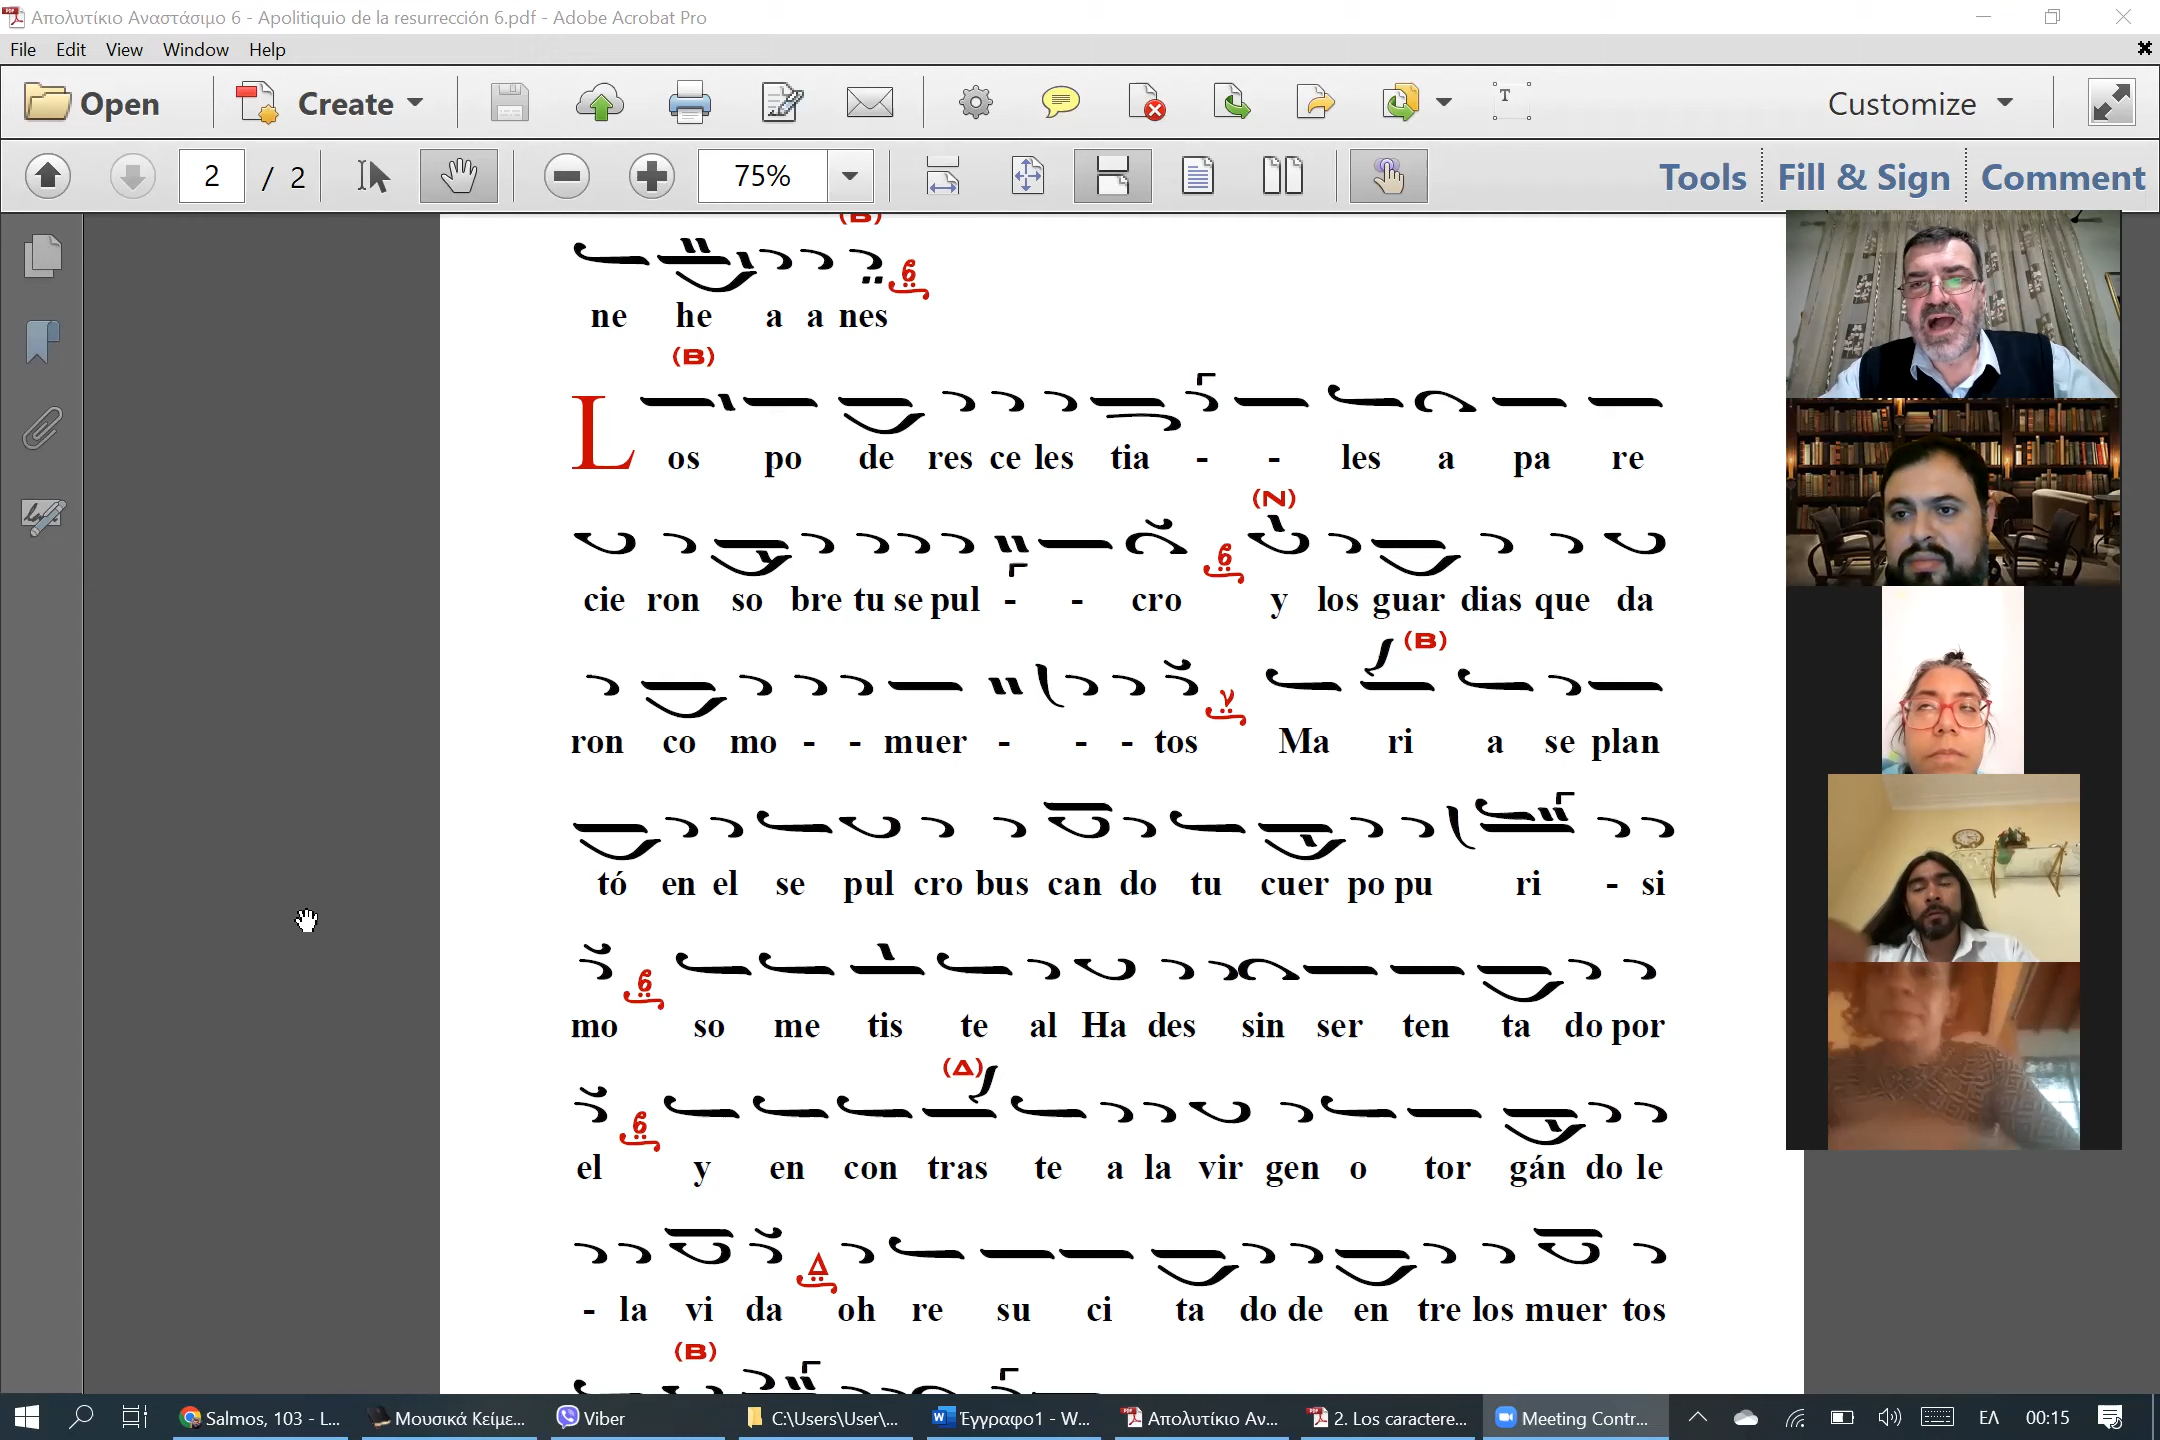 Απολυτίκιο Αναστάσιμο 6 - Apolitiquio de la resurrección 6.pdf - Adobe Acrobat Pro
File Edit View Window Help
Open Create Customize
2 / 2 75% Tools Fill & Sign Comment
(B)
ne he a a nes
(B)
Los po de res ce les tia - - les a pa re
(N)
cie ron so bre tu se pul - - cro y los guar dias que da
(B)
ron co mo - - muer - - - tos Ma ri a se plan
tó en el se pul cro bus can do tu cuer po pu ri - si
mo so me tis te al Ha des sin ser ten ta do por
(Δ)
el y en con tras te a la vir gen o tor gán do le
- la vi da oh re su ci ta do de en tre los muer tos
(B)
Salmos, 103 - L... Μουσικά Κείμε... Viber C:\Users\User\... Έγγραφο1 - W... Απολυτίκιο Αν... 2. Los caractere... Meeting Contr... ΕΛ 00:15